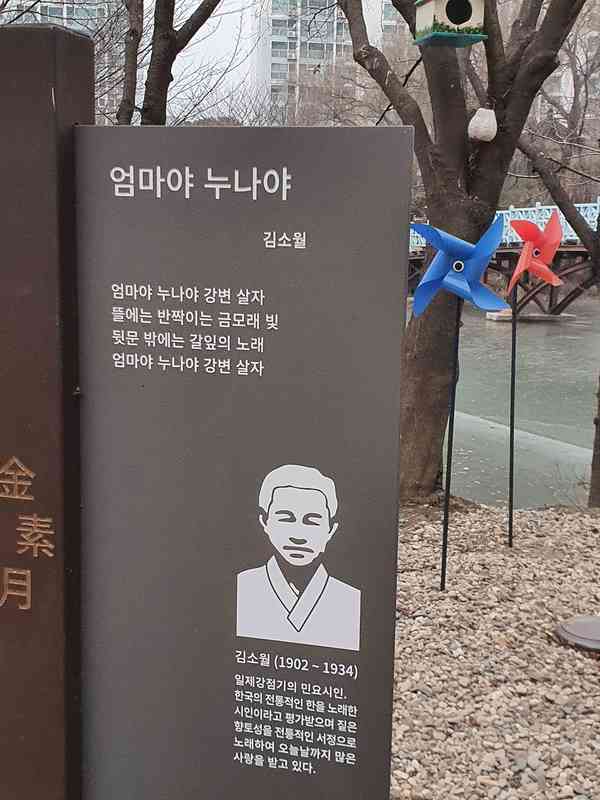 엄마야 누나야
김소월
엄마야 누나야 강변 살자
뜰에는 반짝이는 금모래 빛
뒷문 밖에는 갈잎의 노래
엄마야 누나야 강변 살자
金
素
月
김소월 (1902 ~ 1934)
일제강점기의 민요시인.
한국의 전통적인 한을 노래한
시인이라고 평가받으며 짙은
향토성을 전통적인 서정으로
노래하여 오늘날까지 많은
사랑을 받고 있다.